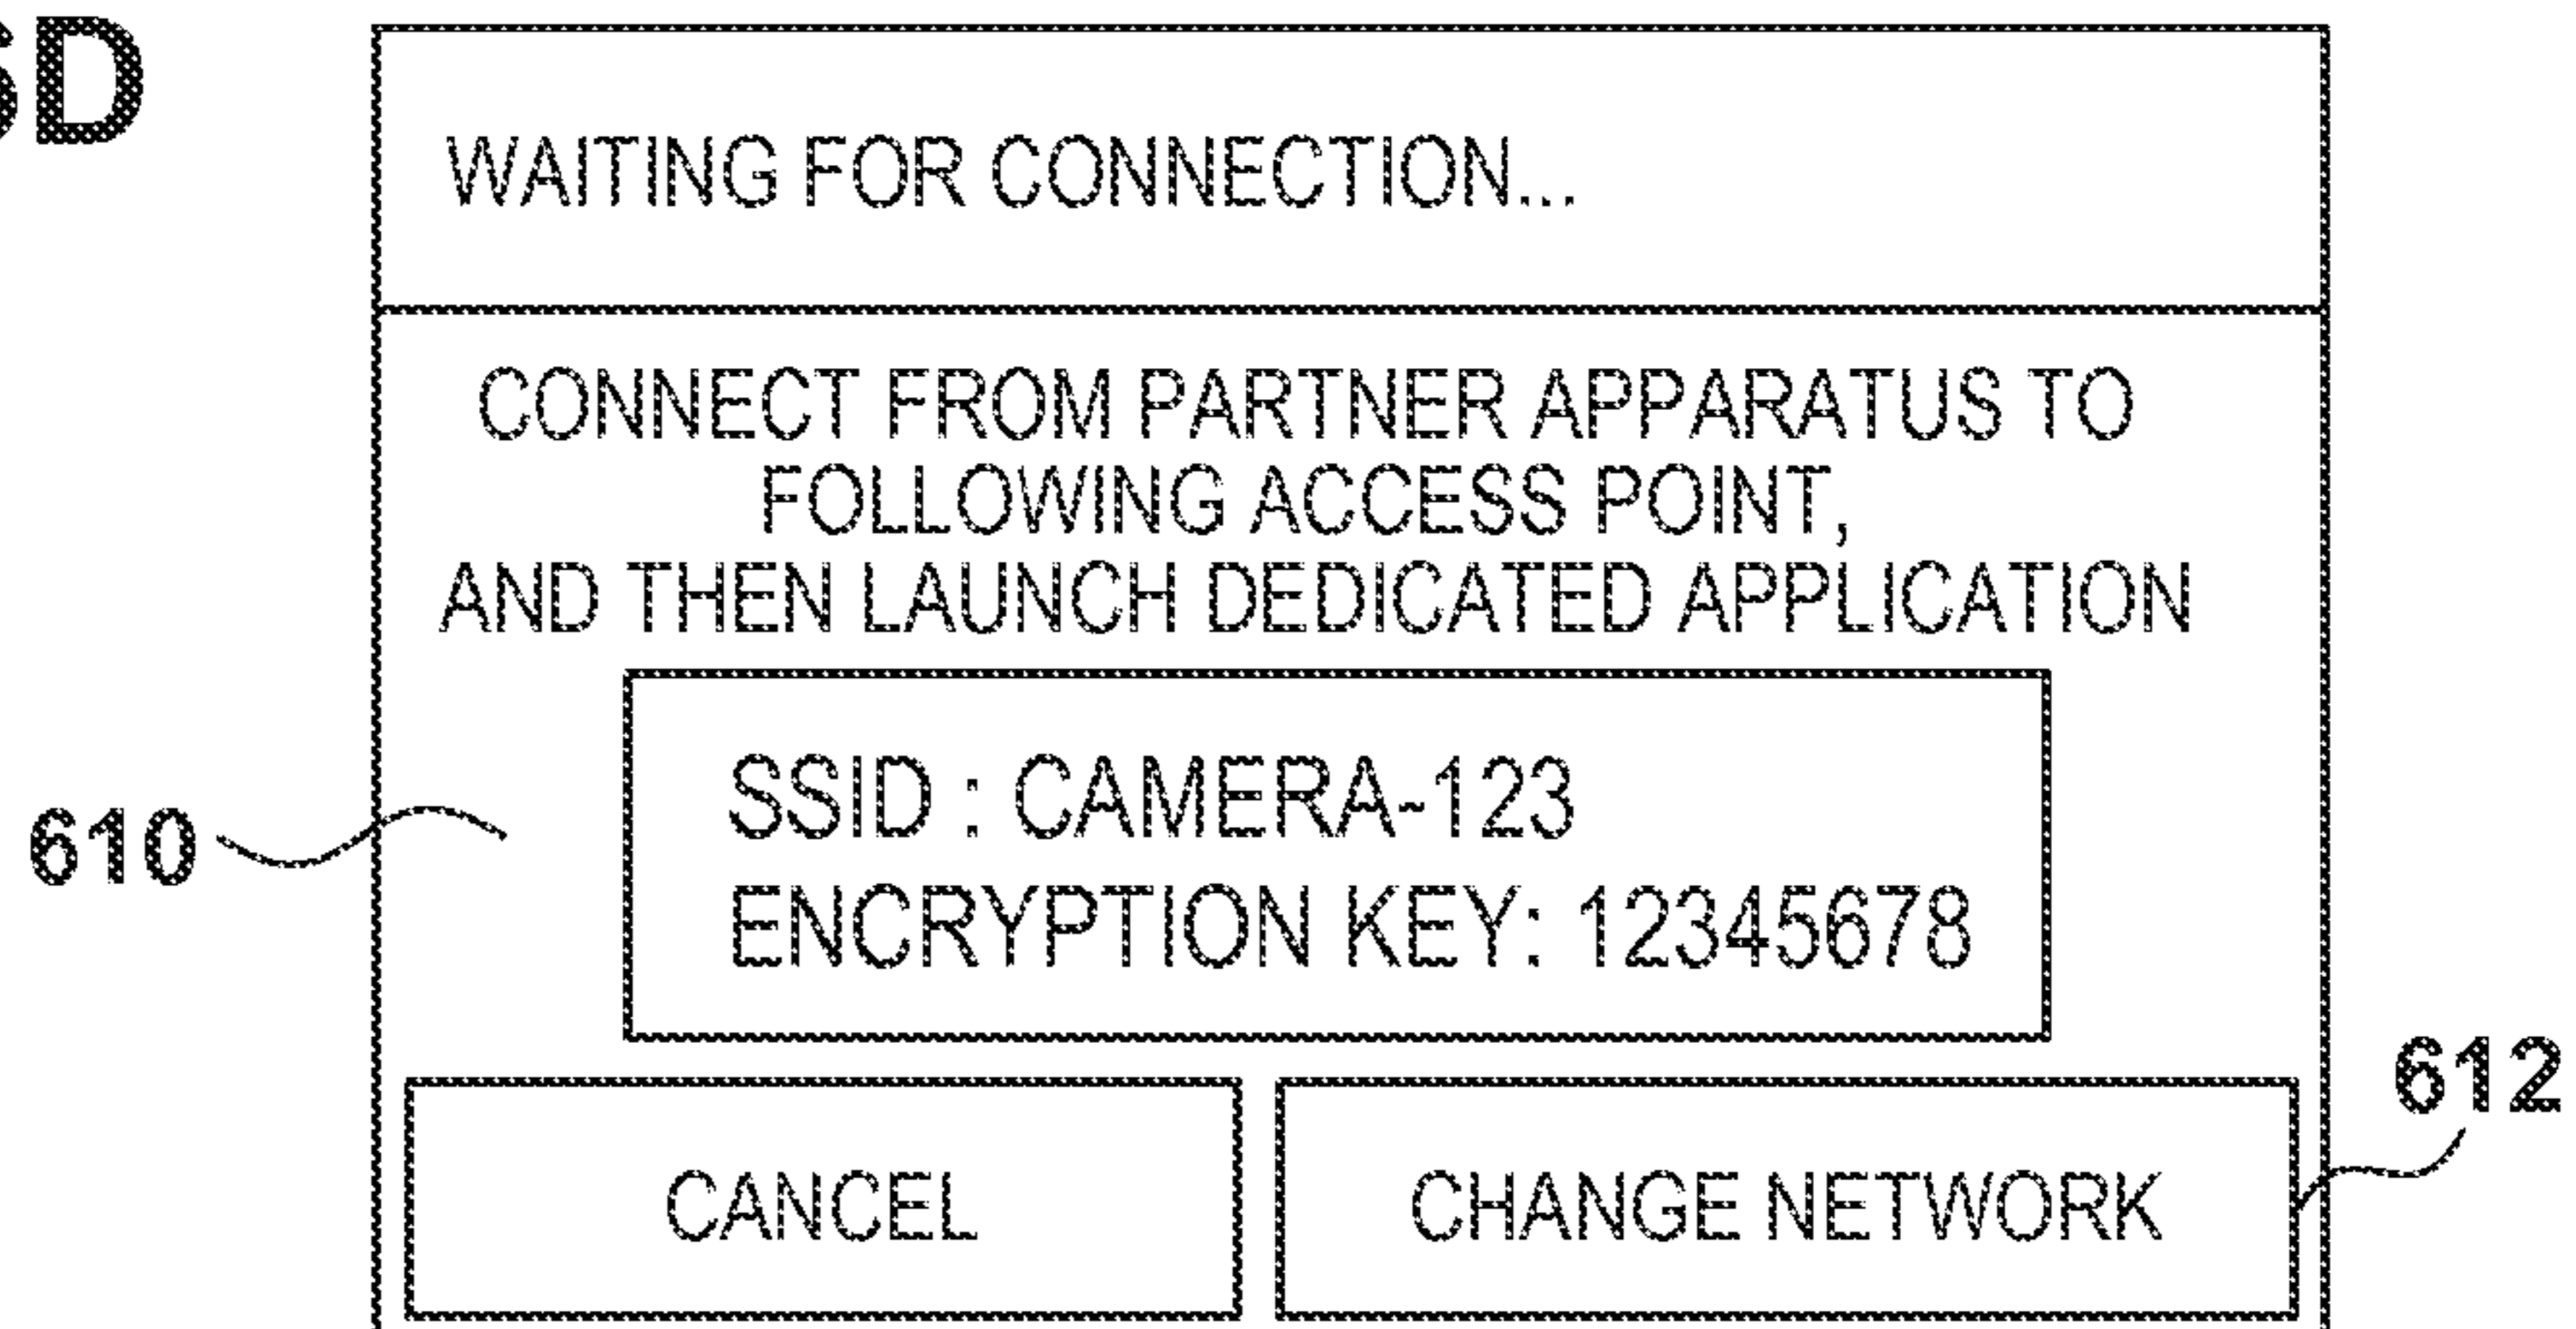 6D
WAITING FOR CONNECTION...
CONNECT FROM PARTNER APPARATUS TO
FOLLOWING ACCESS POINT,
AND THEN LAUNCH DEDICATED APPLICATION
SSID : CAMERA-123
610
ENCRYPTION KEY: 12345678
612
CANCEL
CHANGE NETWORK